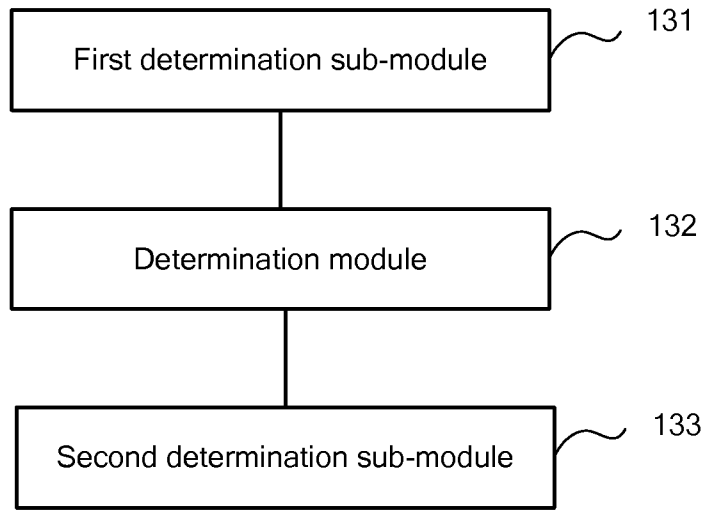 First determination sub-module
131
Determination module
132
Second determination sub-module
133